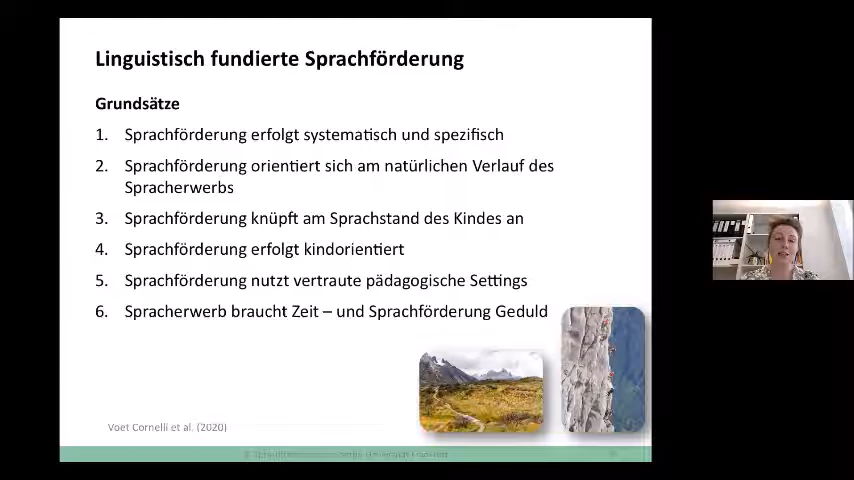 Linguistisch fundierte Sprachförderung
Grundsätze
1. Sprachförderung erfolgt systematisch und spezifisch
2. Sprachförderung orientiert sich am natürlichen Verlauf des
Spracherwerbs
3. Sprachförderung knüpft am Sprachstand des Kindes an
4. Sprachförderung erfolgt kindorientiert
5. Sprachförderung nutzt vertraute pädagogische Settings
6. Spracherwerb braucht Zeit – und Sprachförderung Geduld
Voet Cornelli et al. (2020)